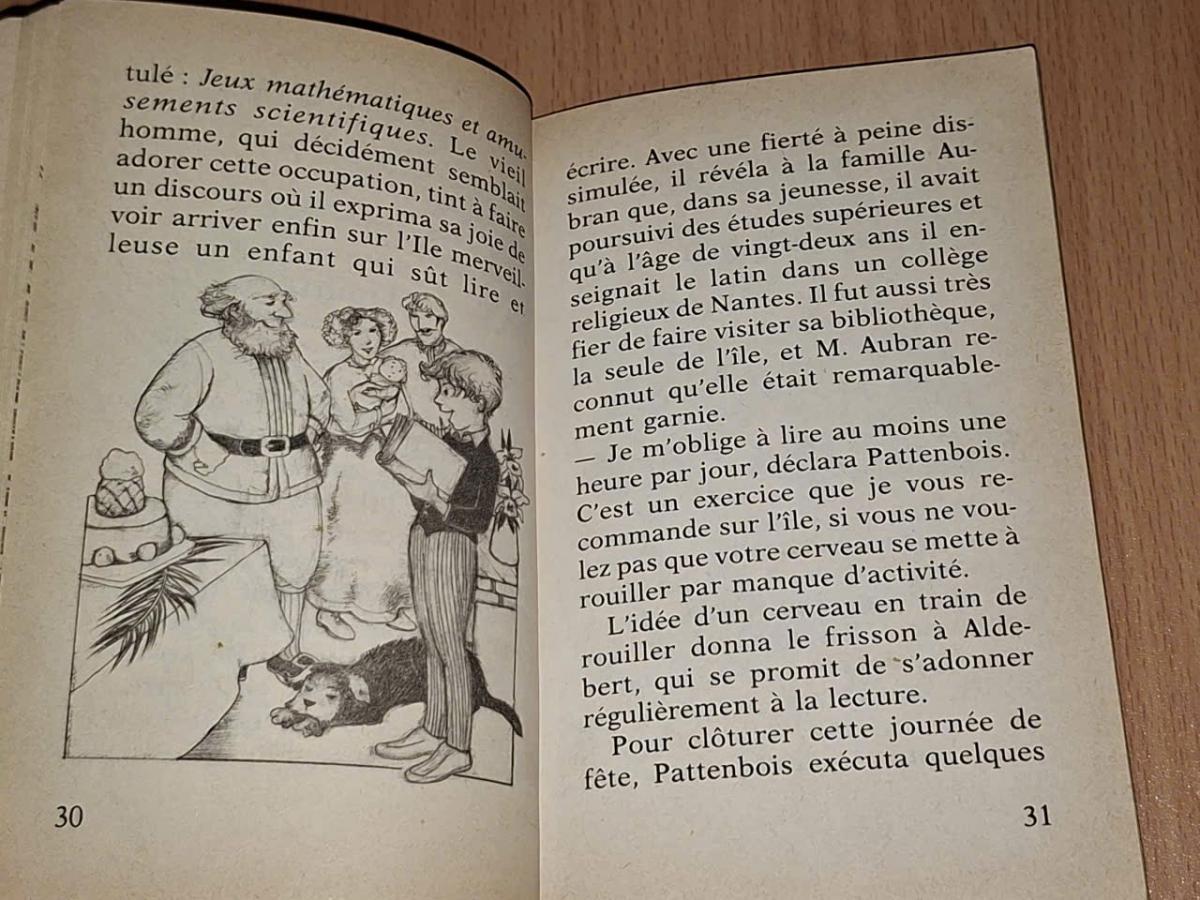 tulé : Jeux mathématiques et amu-
sements scientifiques. Le vieil
homme, qui décidément semblait
adorer cette occupation, tint à faire
un discours où il exprima sa joie de
voir arriver enfin sur l'Ile merveil-
leuse un enfant qui sût lire et
30
écrire. Avec une fierté à peine dis-
simulée, il révéla à la famille Au-
bran que, dans sa jeunesse, il avait
poursuivi des études supérieures et
qu'à l'âge de vingt-deux ans il en-
seignait le latin dans un collège
religieux de Nantes. Il fut aussi très
fier de faire visiter sa bibliothèque,
la seule de l'île, et M. Aubran re-
connut qu'elle était remarquable-
ment garnie.
— Je m'oblige à lire au moins une
heure par jour, déclara Pattenbois.
C'est un exercice que je vous re-
commande sur l'île, si vous ne vou-
lez pas que votre cerveau se mette à
rouiller par manque d'activité.
L'idée d'un cerveau en train de
rouiller donna le frisson à Alde-
bert, qui se promit de s'adonner
régulièrement à la lecture.
Pour clôturer cette journée de
fête, Pattenbois exécuta quelques
31